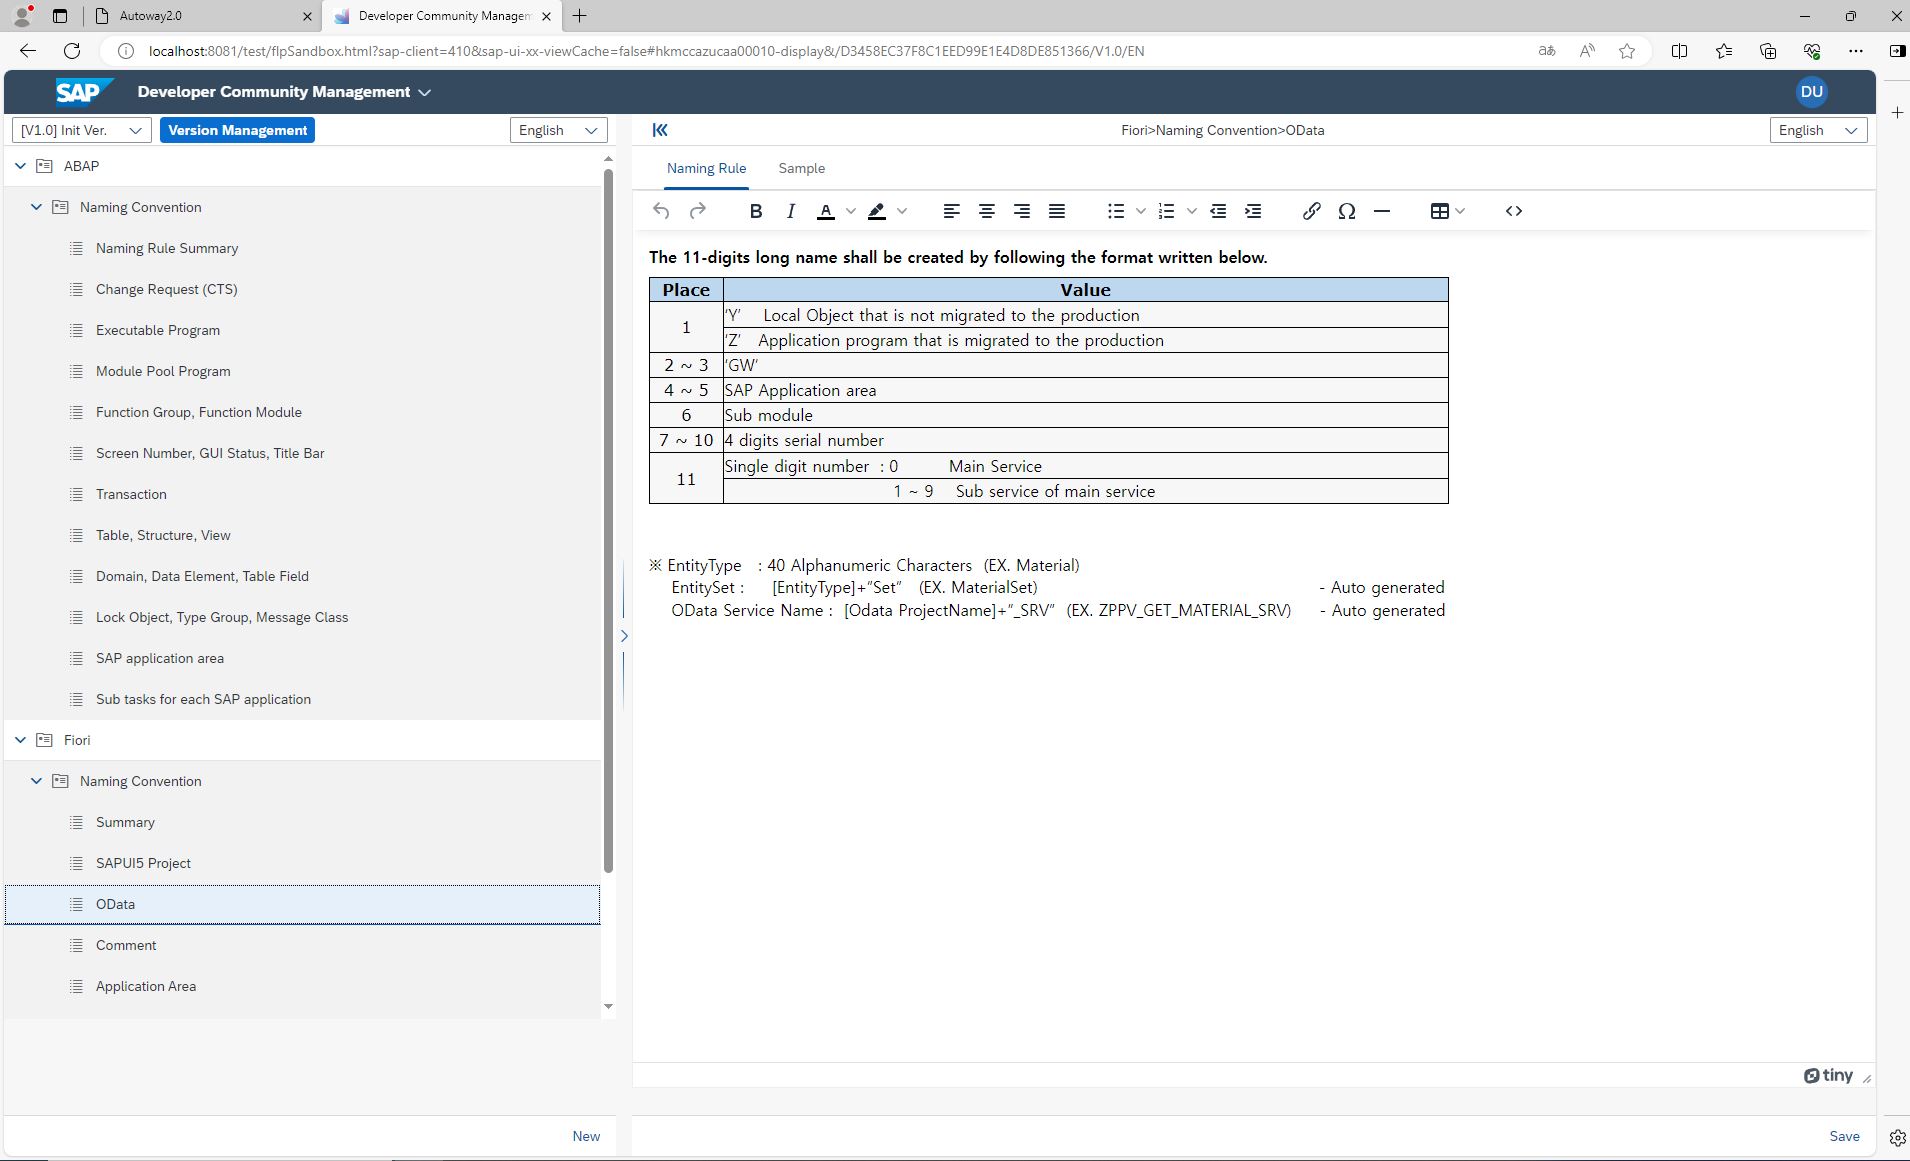 Autoway2.0
Developer Community Managem
localhost:8081/test/flpSandbox.html?sap-client=410&sap-ui-xx-viewCache=false#hkmccazucaa00010-display&/D3458EC37F8C1EED99E1E4D8DE851366/V1.0/EN
SAP Developer Community Management DU
[V1.0] Init Ver. Version Management English
Fiori>Naming Convention>OData English
ABAP
Naming Convention
Naming Rule Summary
Change Request (CTS)
Executable Program
Module Pool Program
Function Group, Function Module
Screen Number, GUI Status, Title Bar
Transaction
Table, Structure, View
Domain, Data Element, Table Field
Lock Object, Type Group, Message Class
SAP application area
Sub tasks for each SAP application
Fiori
Naming Convention
Summary
SAPUI5 Project
OData
Comment
Application Area
New
Naming Rule Sample
The 11-digits long name shall be created by following the format written below.
Place Value
1 'Y' Local Object that is not migrated to the production
'Z' Application program that is migrated to the production
2 ~ 3 'GW'
4 ~ 5 SAP Application area
6 Sub module
7 ~ 10 4 digits serial number
11 Single digit number : 0 Main Service
1 ~ 9 Sub service of main service
※ EntityType : 40 Alphanumeric Characters (EX. Material)
EntitySet : [EntityType]+"Set" (EX. MaterialSet) - Auto generated
OData Service Name : [Odata ProjectName]+"_SRV" (EX. ZPPV_GET_MATERIAL_SRV) - Auto generated
tiny
Save